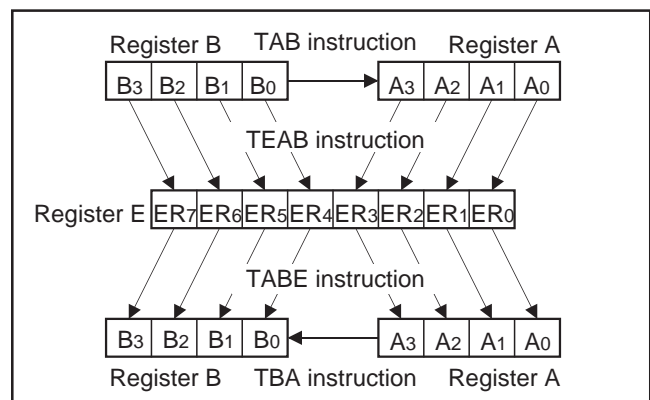 Register B TAB instruction Register A
B3 B2 B1 B0 A3 A2 A1 A0
TEAB instruction
Register E ER7 ER6 ER5 ER4 ER3 ER2 ER1 ER0
TABE instruction
B3 B2 B1 B0 A3 A2 A1 A0
Register B TBA instruction Register A